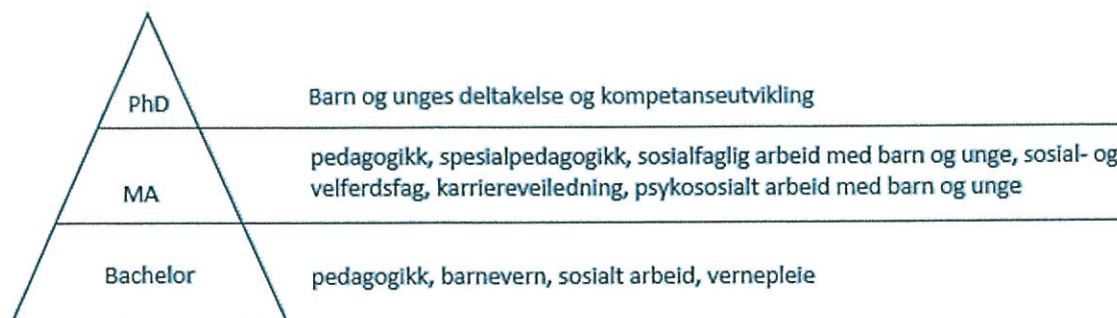 PhD
Barn og unges deltakelse og kompetanseutvikling
MA
pedagogikk, spesialpedagogikk, sosialfaglig arbeid med barn og unge, sosial- og
velferdsfag, karriereveiledning, psykososialt arbeid med barn og unge
Bachelor
pedagogikk, barnevern, sosialt arbeid, vernepleie